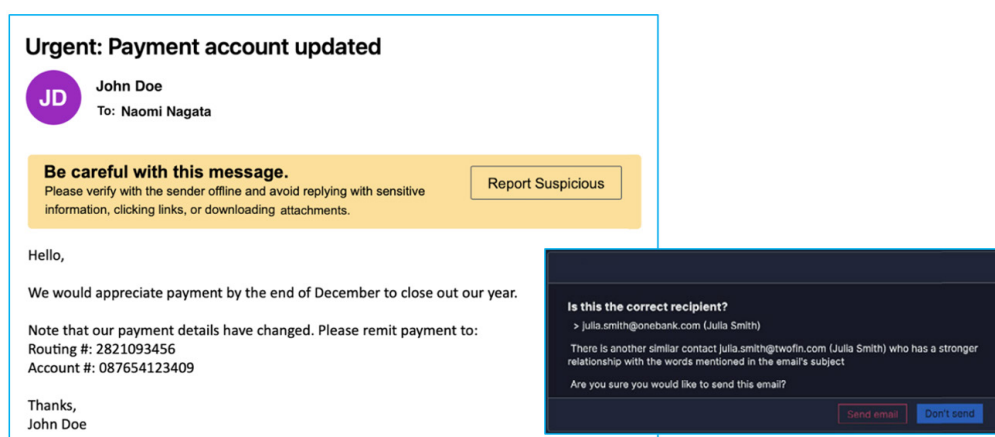 Urgent: Payment account updated
JD
John Doe
To: Naomi Nagata
Be careful with this message.
Please verify with the sender offline and avoid replying with sensitive
information, clicking links, or downloading attachments.
Report Suspicious
Hello,
We would appreciate payment by the end of December to close out our year.
Note that our payment details have changed. Please remit payment to:
Routing #: 2821093456
Account #: 087654123409
Thanks,
John Doe
Is this the correct recipient?
> julia.smith@onebank.com (Julia Smith)
There is another similar contact julia.smith@twofin.com (Julia Smith) who has a stronger
relationship with the words mentioned in the email's subject
Are you sure you would like to send this email?
Send email
Don't send